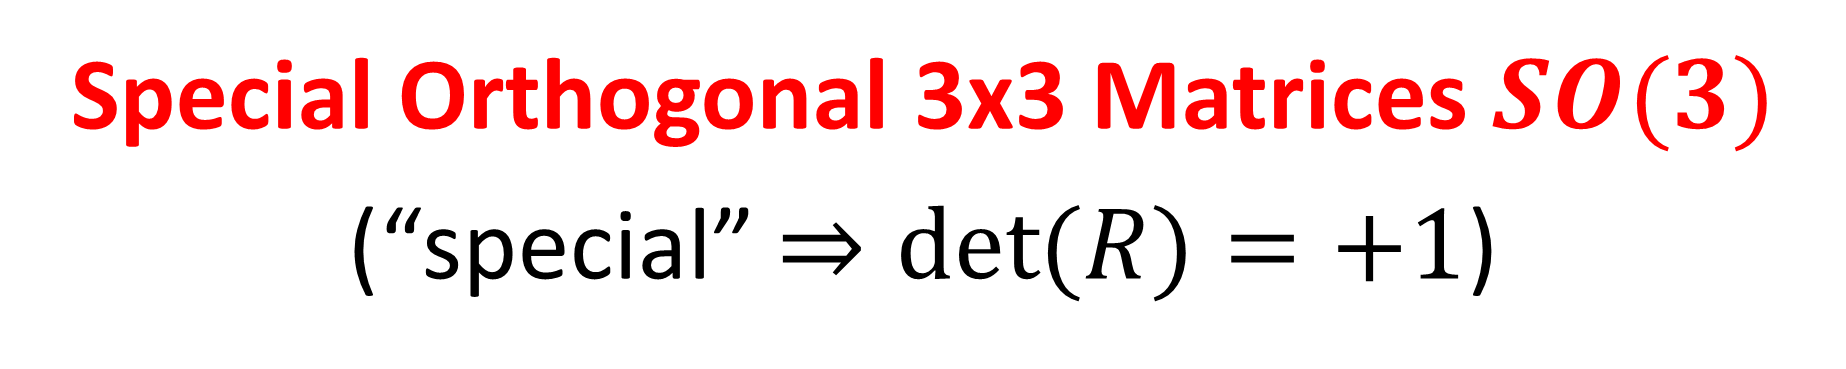 Special Orthogonal 3x3 Matrices SO(3)
(“special” ⇒ det(R) = +1)